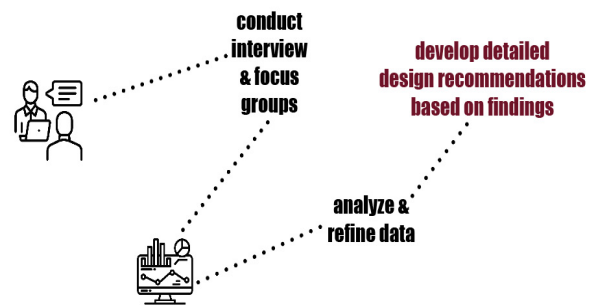 conduct
interview
& focus
groups
develop detailed
design recommendations
based on findings
analyze &
refine data